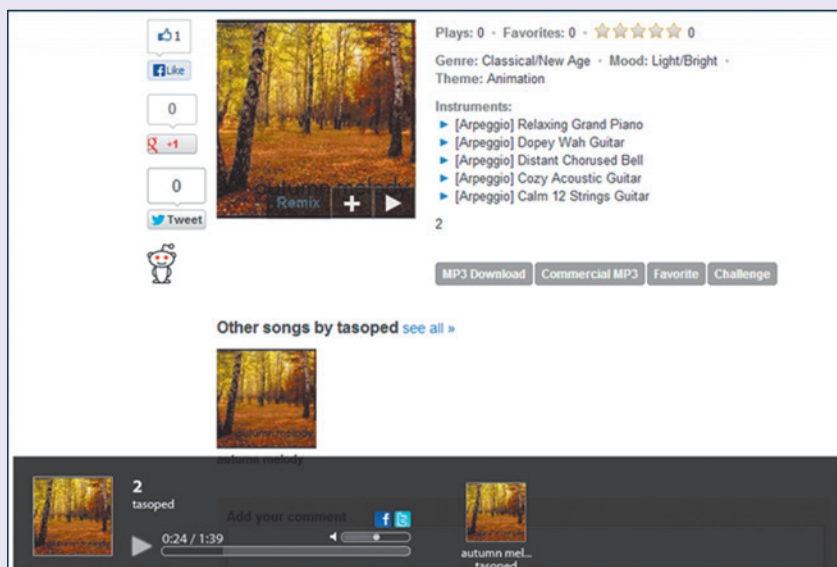 1
Like
0
+1
0
Tweet
autumn melody
Remix
Plays: 0 • Favorites: 0 • 0
Genre: Classical/New Age • Mood: Light/Bright •
Theme: Animation
Instruments:
[Arpeggio] Relaxing Grand Piano
[Arpeggio] Dopey Wah Guitar
[Arpeggio] Distant Chorused Bell
[Arpeggio] Cozy Acoustic Guitar
[Arpeggio] Calm 12 Strings Guitar
2
MP3 Download Commercial MP3 Favorite Challenge
Other songs by tasoped see all »
autumn melody
autumn melody
2
tasoped
Add your comment
0:24 / 1:39
autumn mel...
tasoped